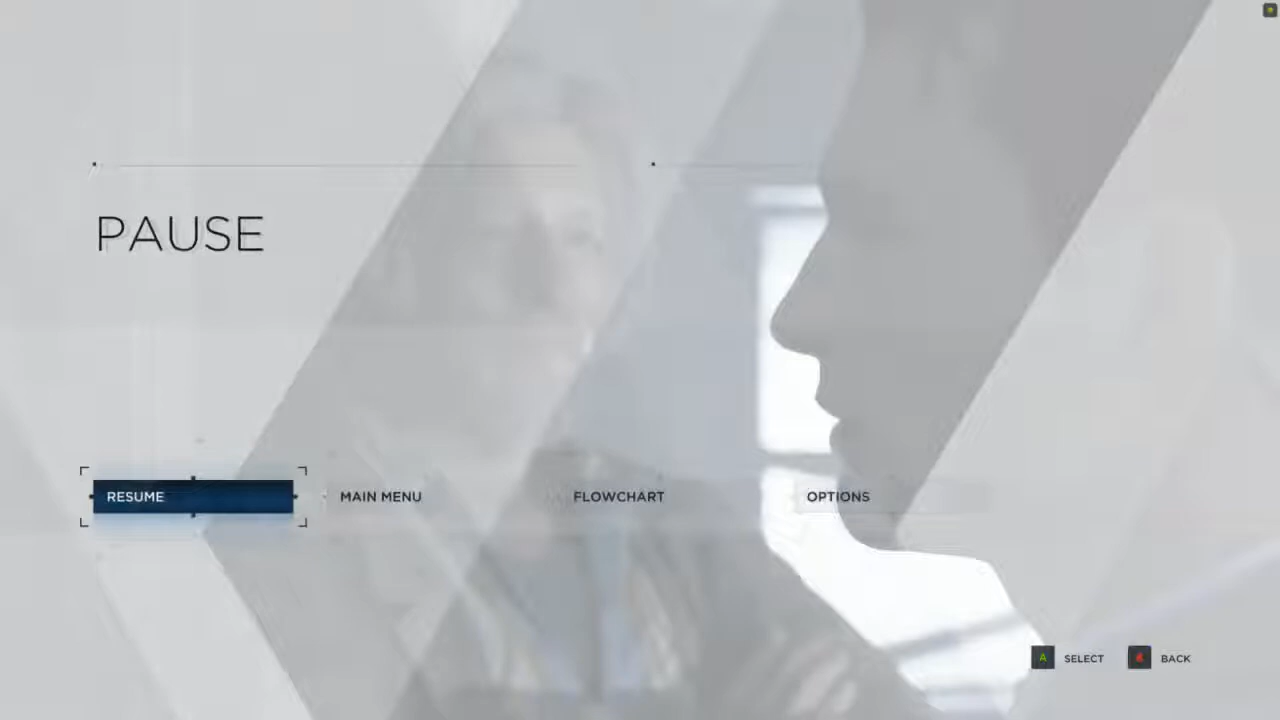 PAUSE
RESUME
MAIN MENU
FLOWCHART
OPTIONS
A SELECT
BACK